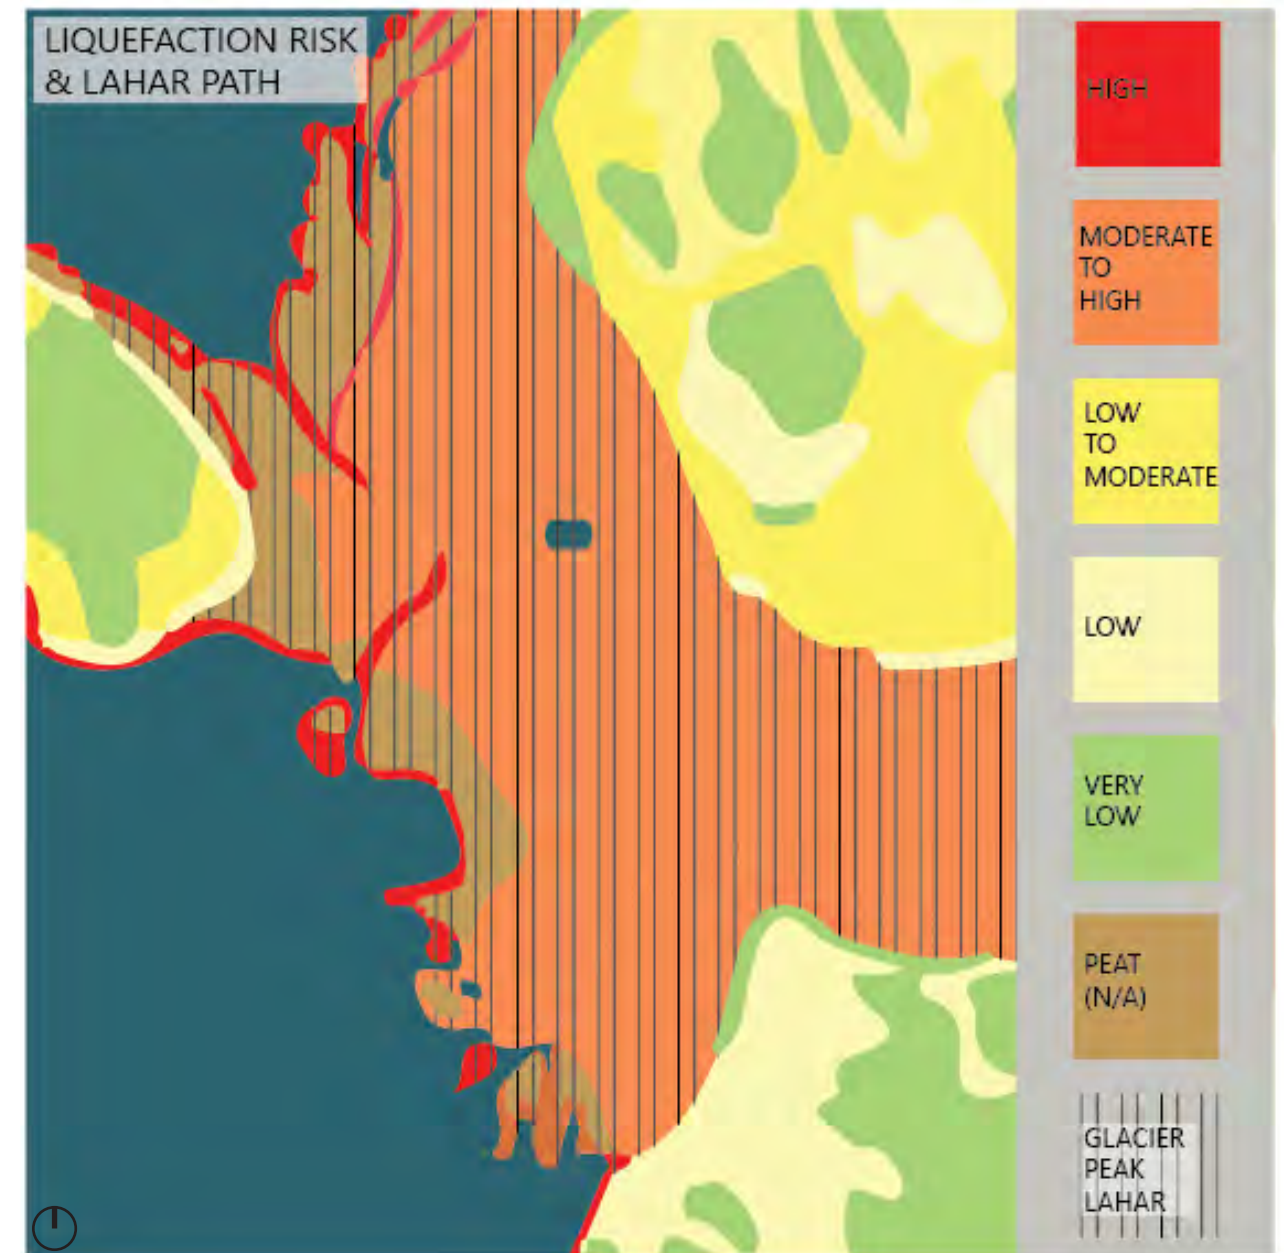 LIQUEFACTION RISK
& LAHAR PATH
HIGH
MODERATE
TO
HIGH
LOW
TO
MODERATE
LOW
VERY
LOW
PEAT
(N/A)
GLACIER
PEAK
LAHAR